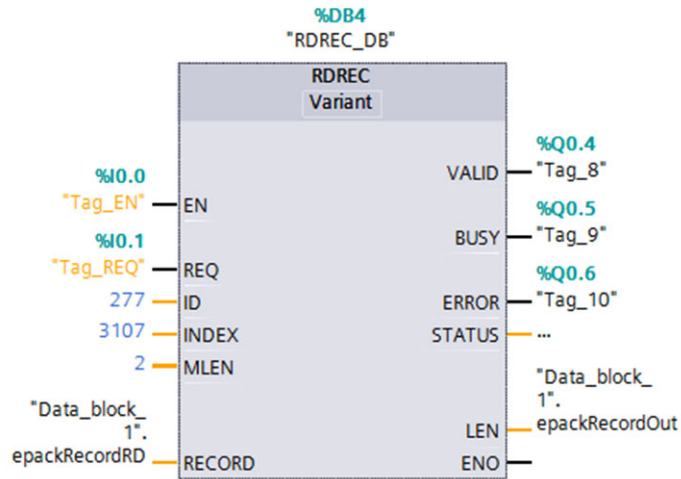 %DB4
"RDREC_DB"
RDREC
Variant
%Q0.4
VALID "Tag_8"
%I0.0
"Tag_EN" EN
%Q0.5
BUSY "Tag_9"
%I0.1
"Tag_REQ" REQ
%Q0.6
277 ID ERROR "Tag_10"
3107 INDEX STATUS ...
2 MLEN
"Data_block_
1".
LEN epackRecordOut
"Data_block_
1".
epackRecordRD RECORD ENO